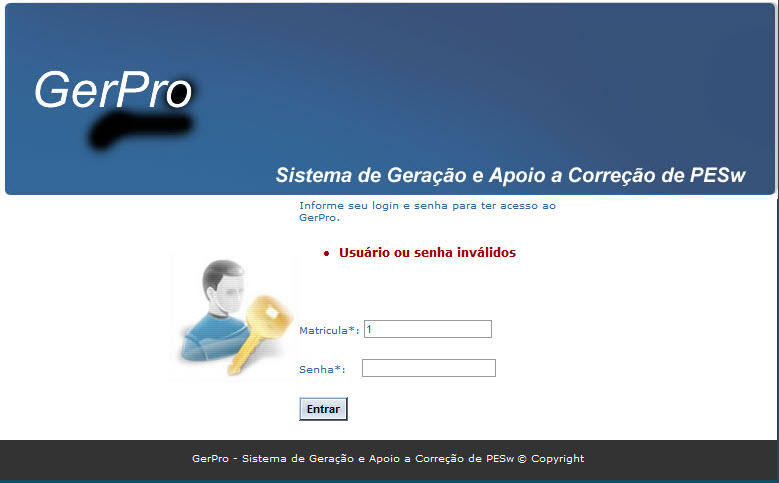 GerPro
Sistema de Geração e Apoio a Correção de PESw
Informe seu login e senha para ter acesso ao
GerPro.
• Usuário ou senha inválidos
Matricula*: 1
Senha*:
Entrar
GerPro - Sistema de Geração e Apoio a Correção de PESw © Copyright